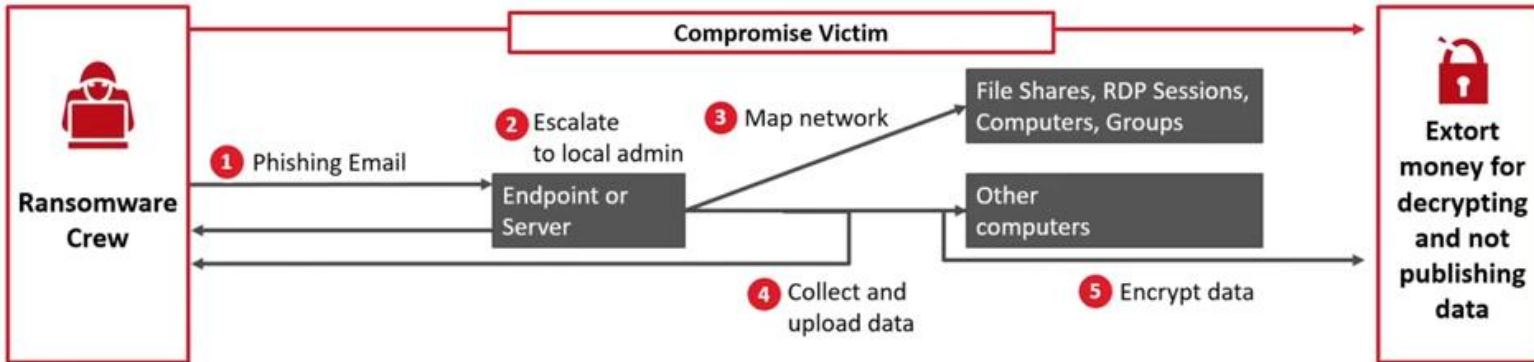 Compromise Victim
Ransomware
Crew
1 Phishing Email
2 Escalate
to local admin
Endpoint or
Server
3 Map network
File Shares, RDP Sessions,
Computers, Groups
Other
computers
4 Collect and
upload data
5 Encrypt data
Extort
money for
decrypting
and not
publishing
data